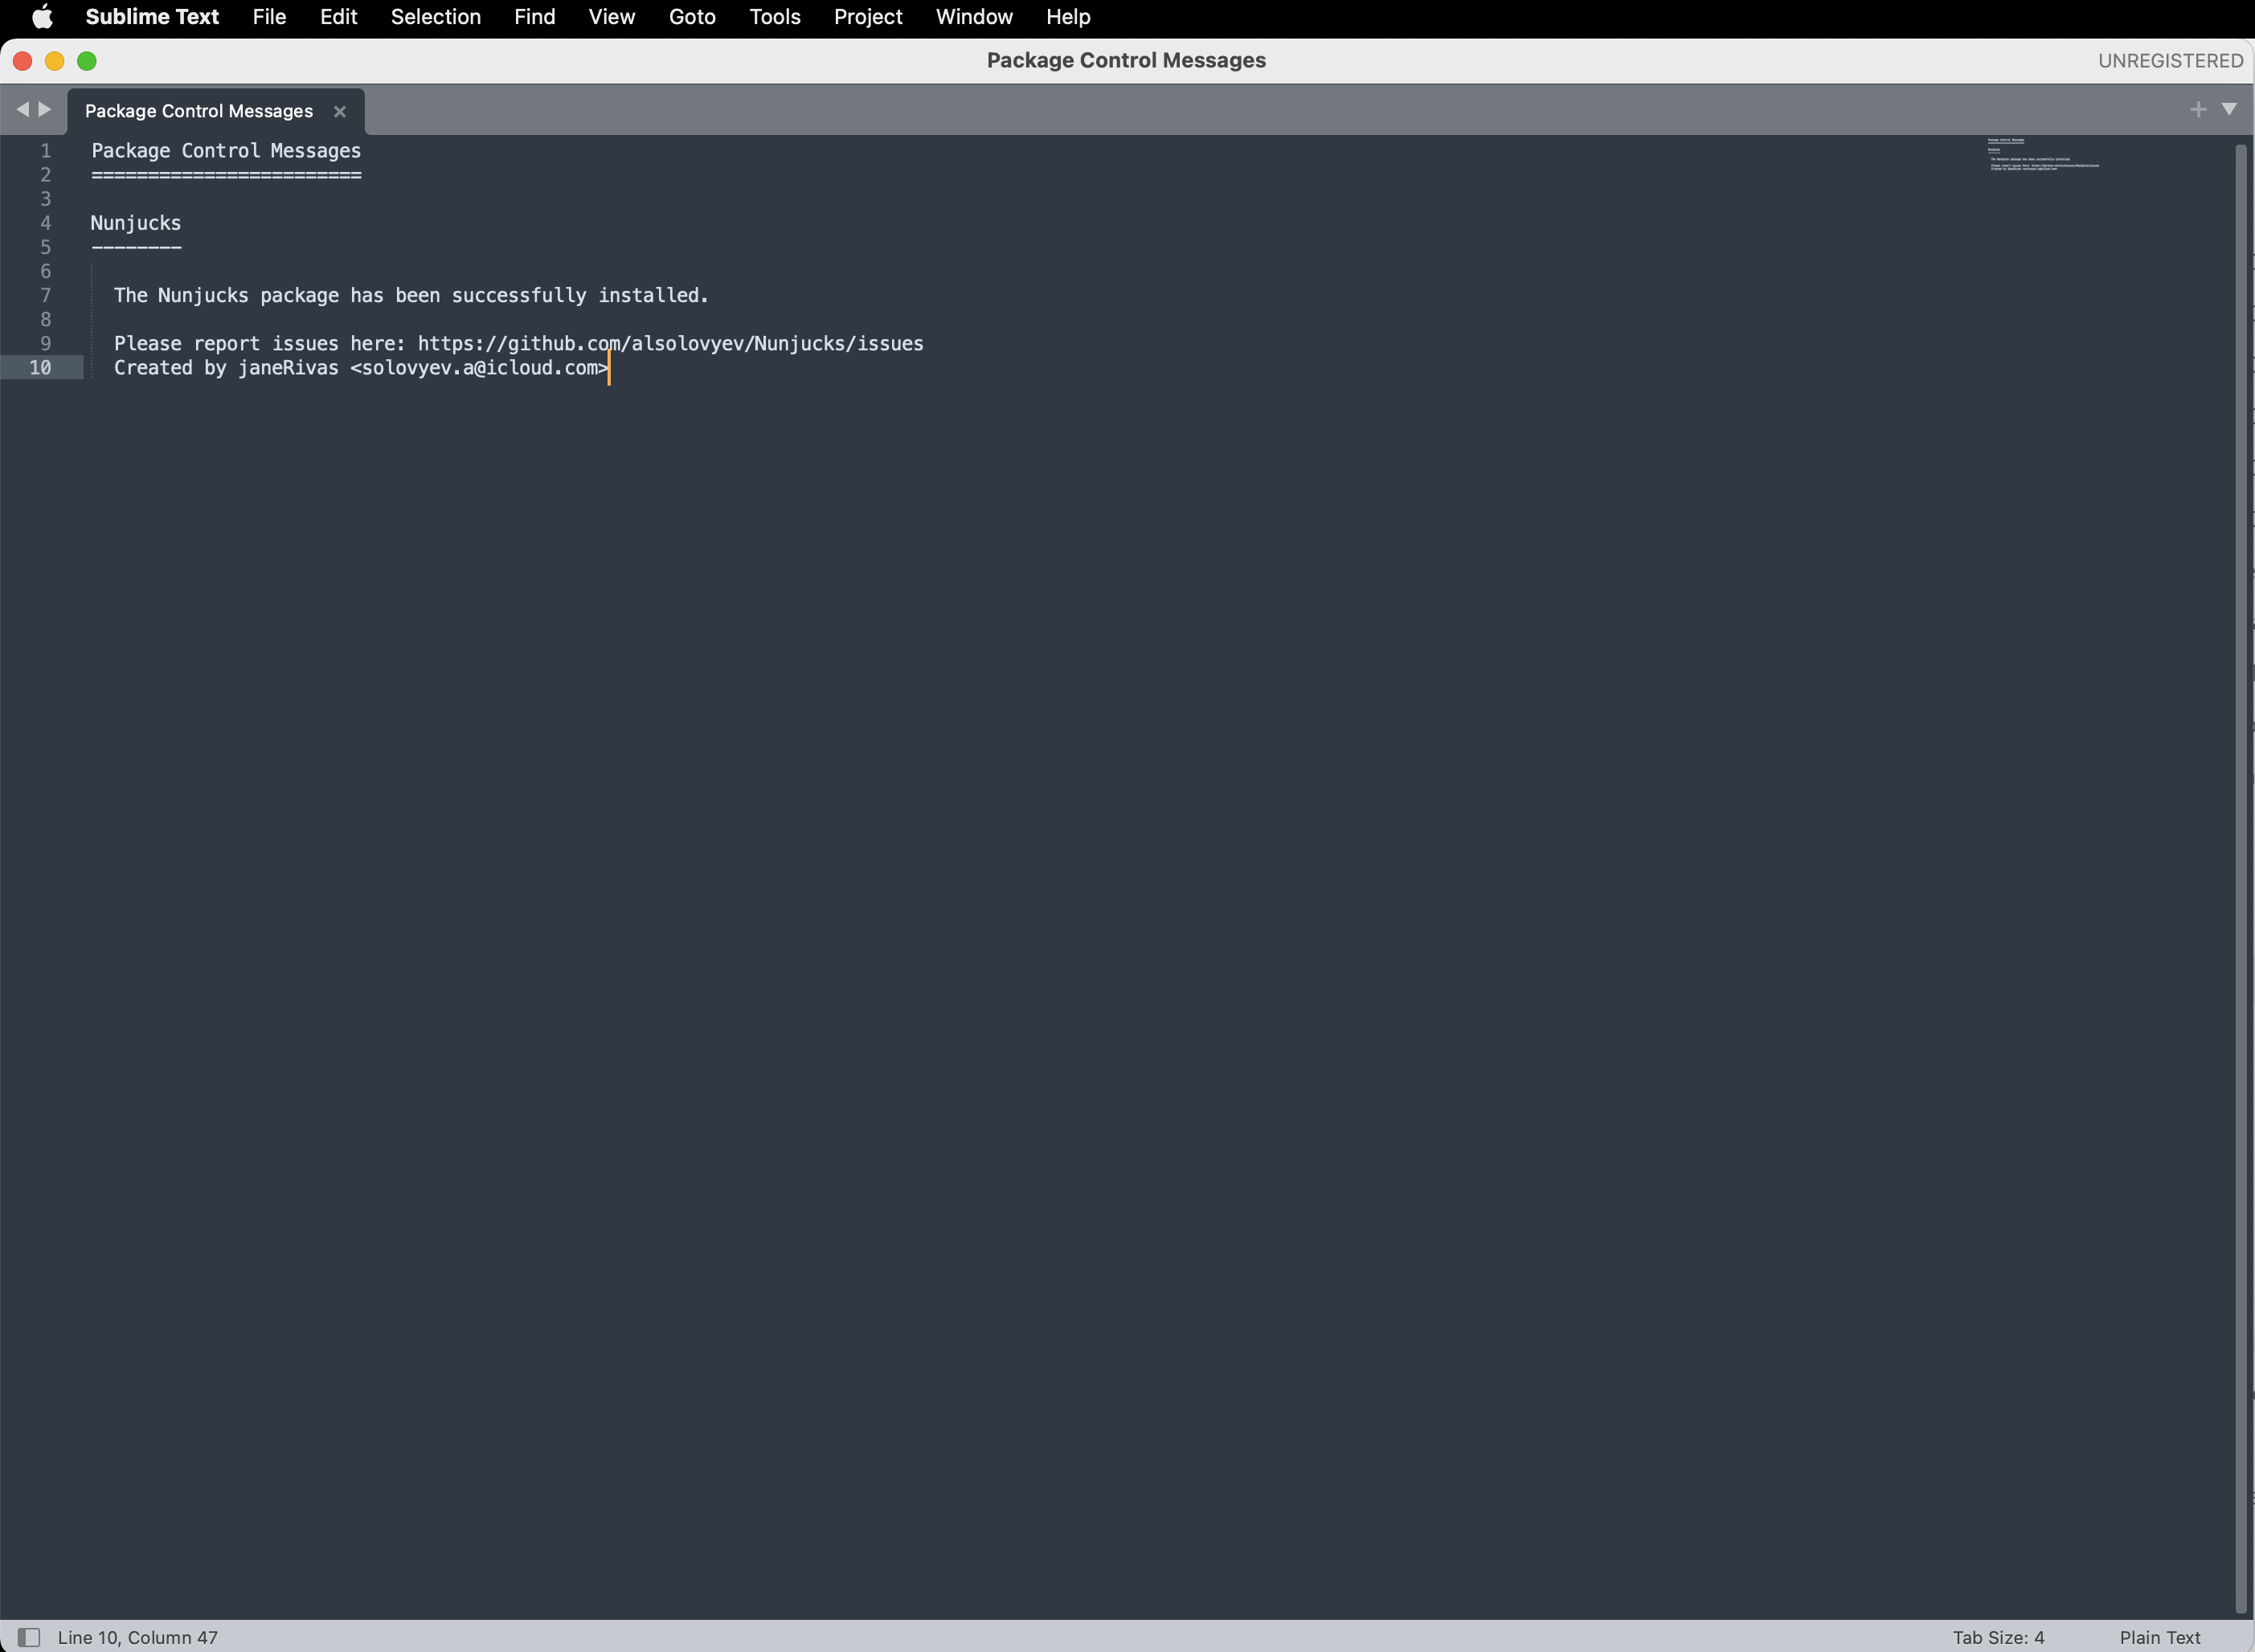 Sublime Text File Edit Selection Find View Goto Tools Project Window Help
Package Control Messages UNREGISTERED
Package Control Messages
1 Package Control Messages
2 ========================
3
4 Nunjucks
5 --------
6
7 The Nunjucks package has been successfully installed.
8
9 Please report issues here: https://github.com/alsolovyev/Nunjucks/issues
10 Created by janeRivas <solovyev.a@icloud.com>
Line 10, Column 47 Tab Size: 4 Plain Text